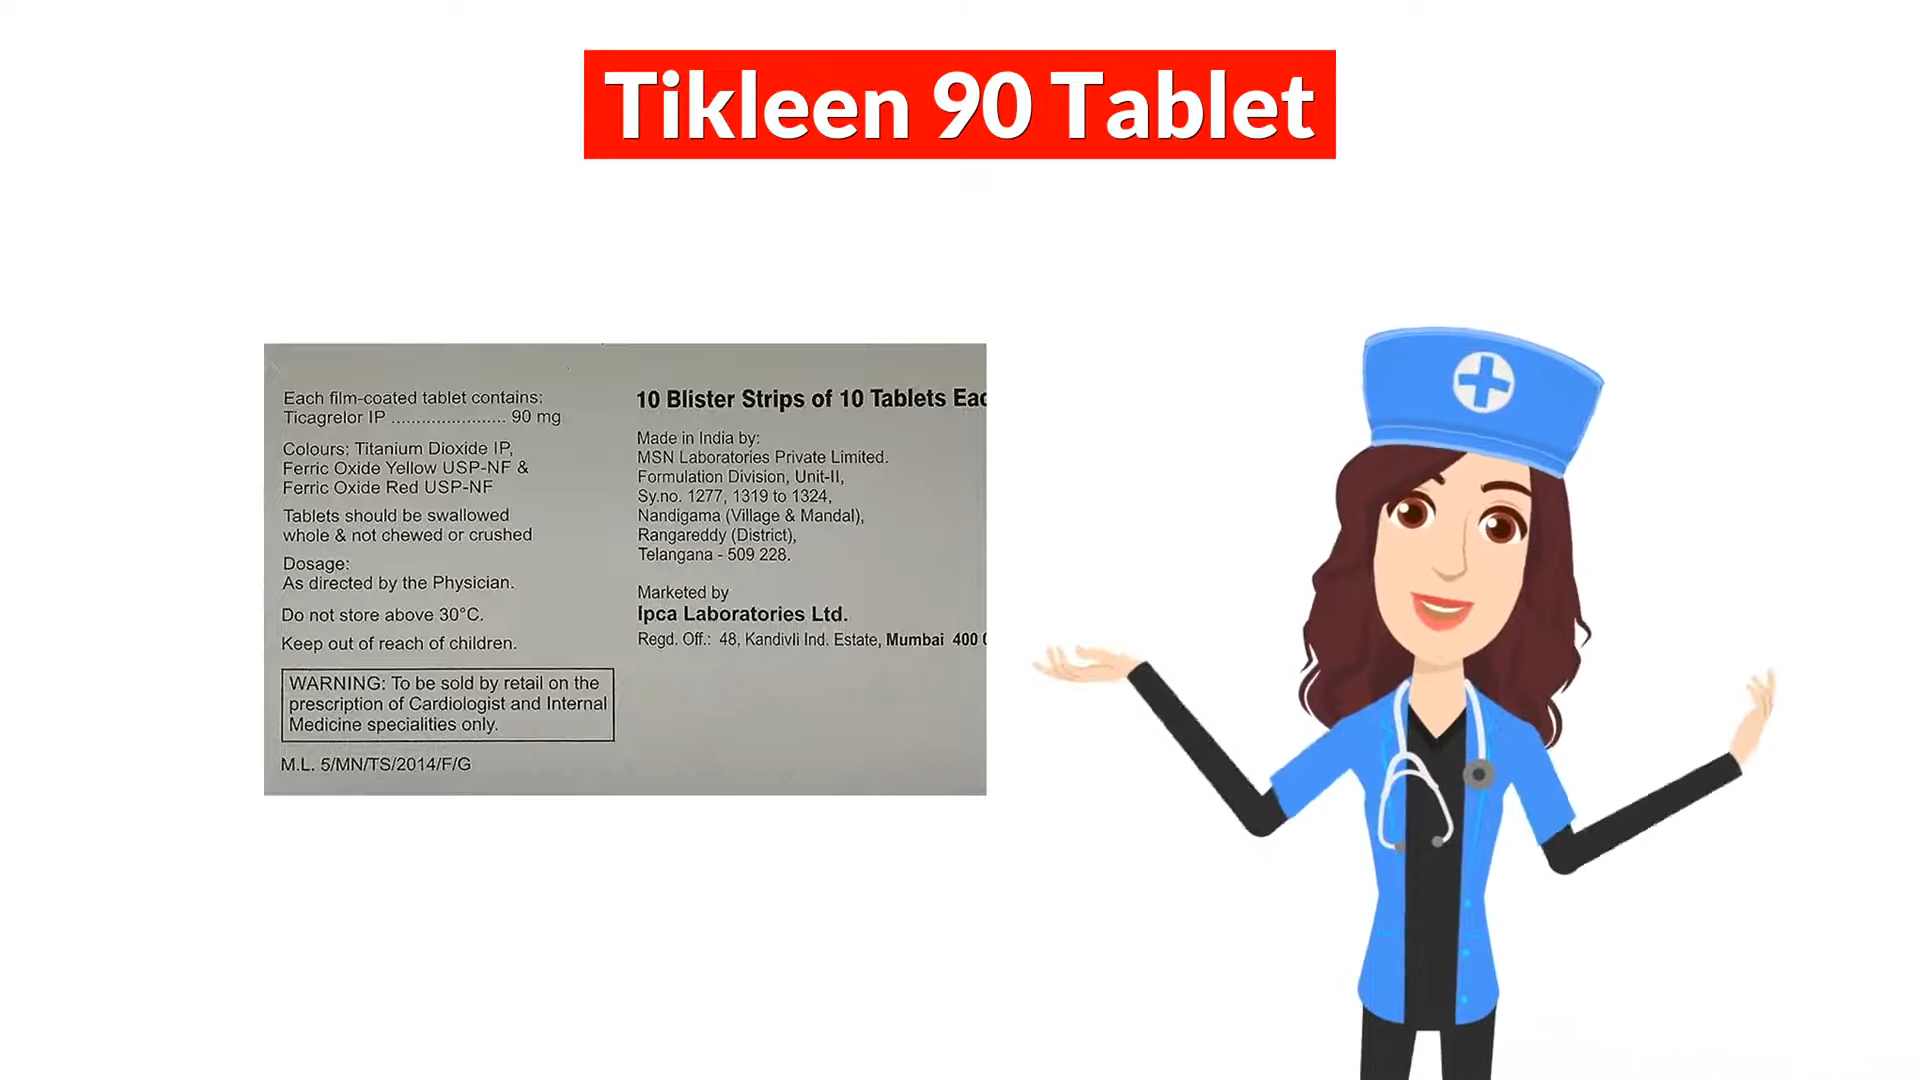 Tikleen 90 Tablet
Each film-coated tablet contains:
Ticagrelor IP ....................... 90 mg
Colours: Titanium Dioxide IP,
Ferric Oxide Yellow USP-NF &
Ferric Oxide Red USP-NF
Tablets should be swallowed
whole & not chewed or crushed
Dosage:
As directed by the Physician.
Do not store above 30°C.
Keep out of reach of children.
WARNING: To be sold by retail on the
prescription of Cardiologist and Internal
Medicine specialities only.
M.L. 5/MN/TS/2014/F/G
10 Blister Strips of 10 Tablets
Made in India by:
MSN Laboratories Private Limited.
Formulation Division, Unit-II,
Sy.no. 1277, 1319 to 1324,
Nandigama (Village & Mandal),
Rangareddy (District),
Telangana - 509 228.
Marketed by
Ipca Laboratories Ltd.
Regd. Off.: 48, Kandivli Ind. Estate, Mumbai 400